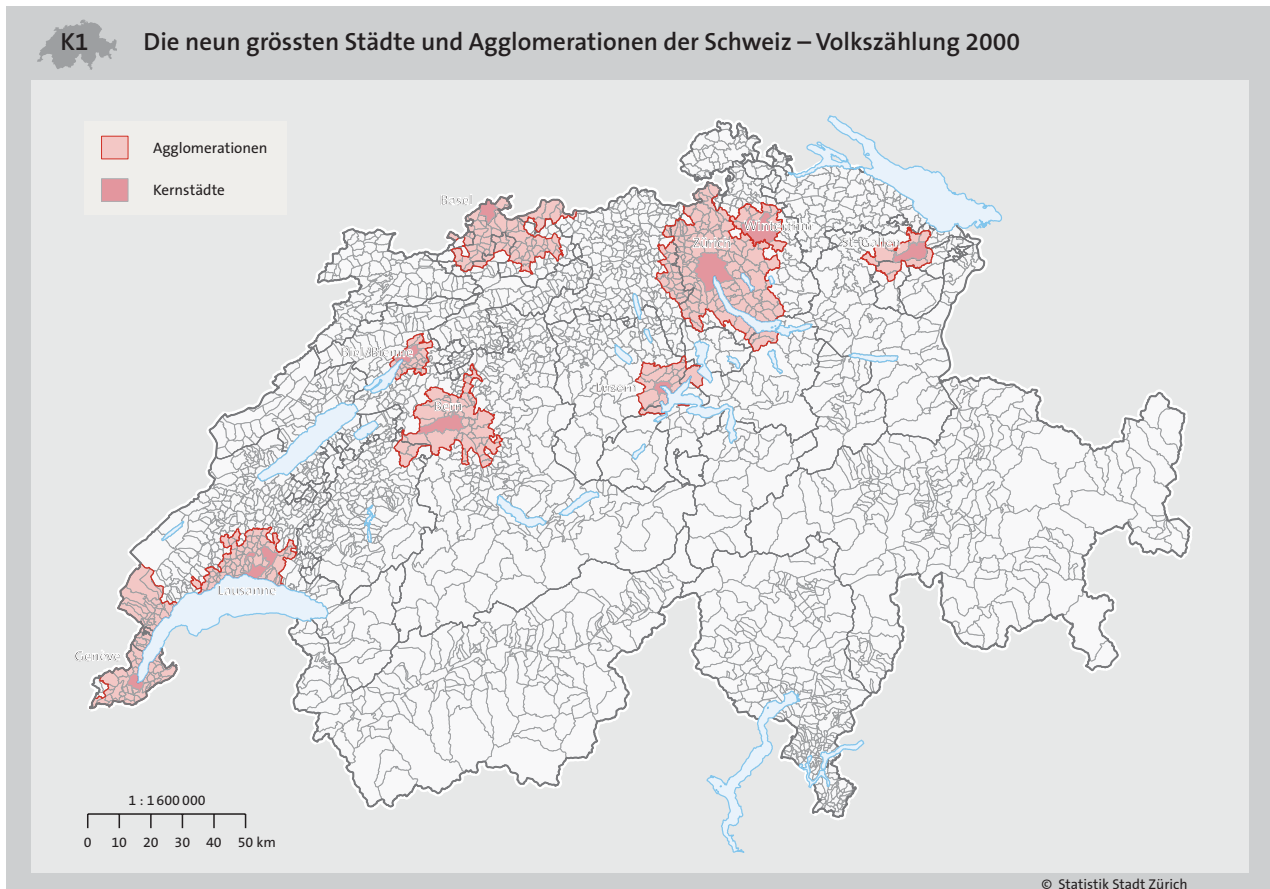 K1
Die neun grössten Städte und Agglomerationen der Schweiz – Volkszählung 2000
Agglomerationen
Kernstädte
Basel
Winterthur
Zürich
St. Gallen
Biel/Bienne
Luzern
Bern
Lausanne
Genève
1 : 1 600 000
0 10 20 30 40 50 km
© Statistik Stadt Zürich